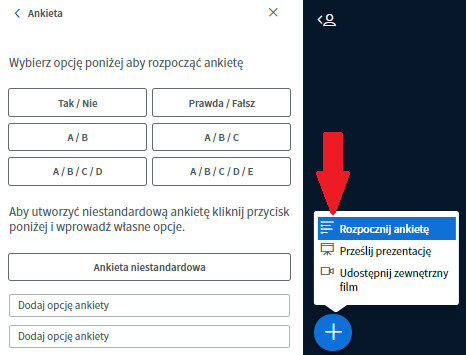 Ankieta
Wybierz opcję poniżej aby rozpocząć ankietę
Tak / Nie
Prawda / Fałsz
A / B
A / B / C
A / B / C / D
A / B / C / D / E
Aby utworzyć niestandardową ankietę kliknij przycisk
poniżej i wprowadź własne opcje.
Ankieta niestandardowa
Dodaj opcję ankiety
Dodaj opcję ankiety
Rozpocznij ankietę
Prześlij prezentację
Udostępnij zewnętrzny
film